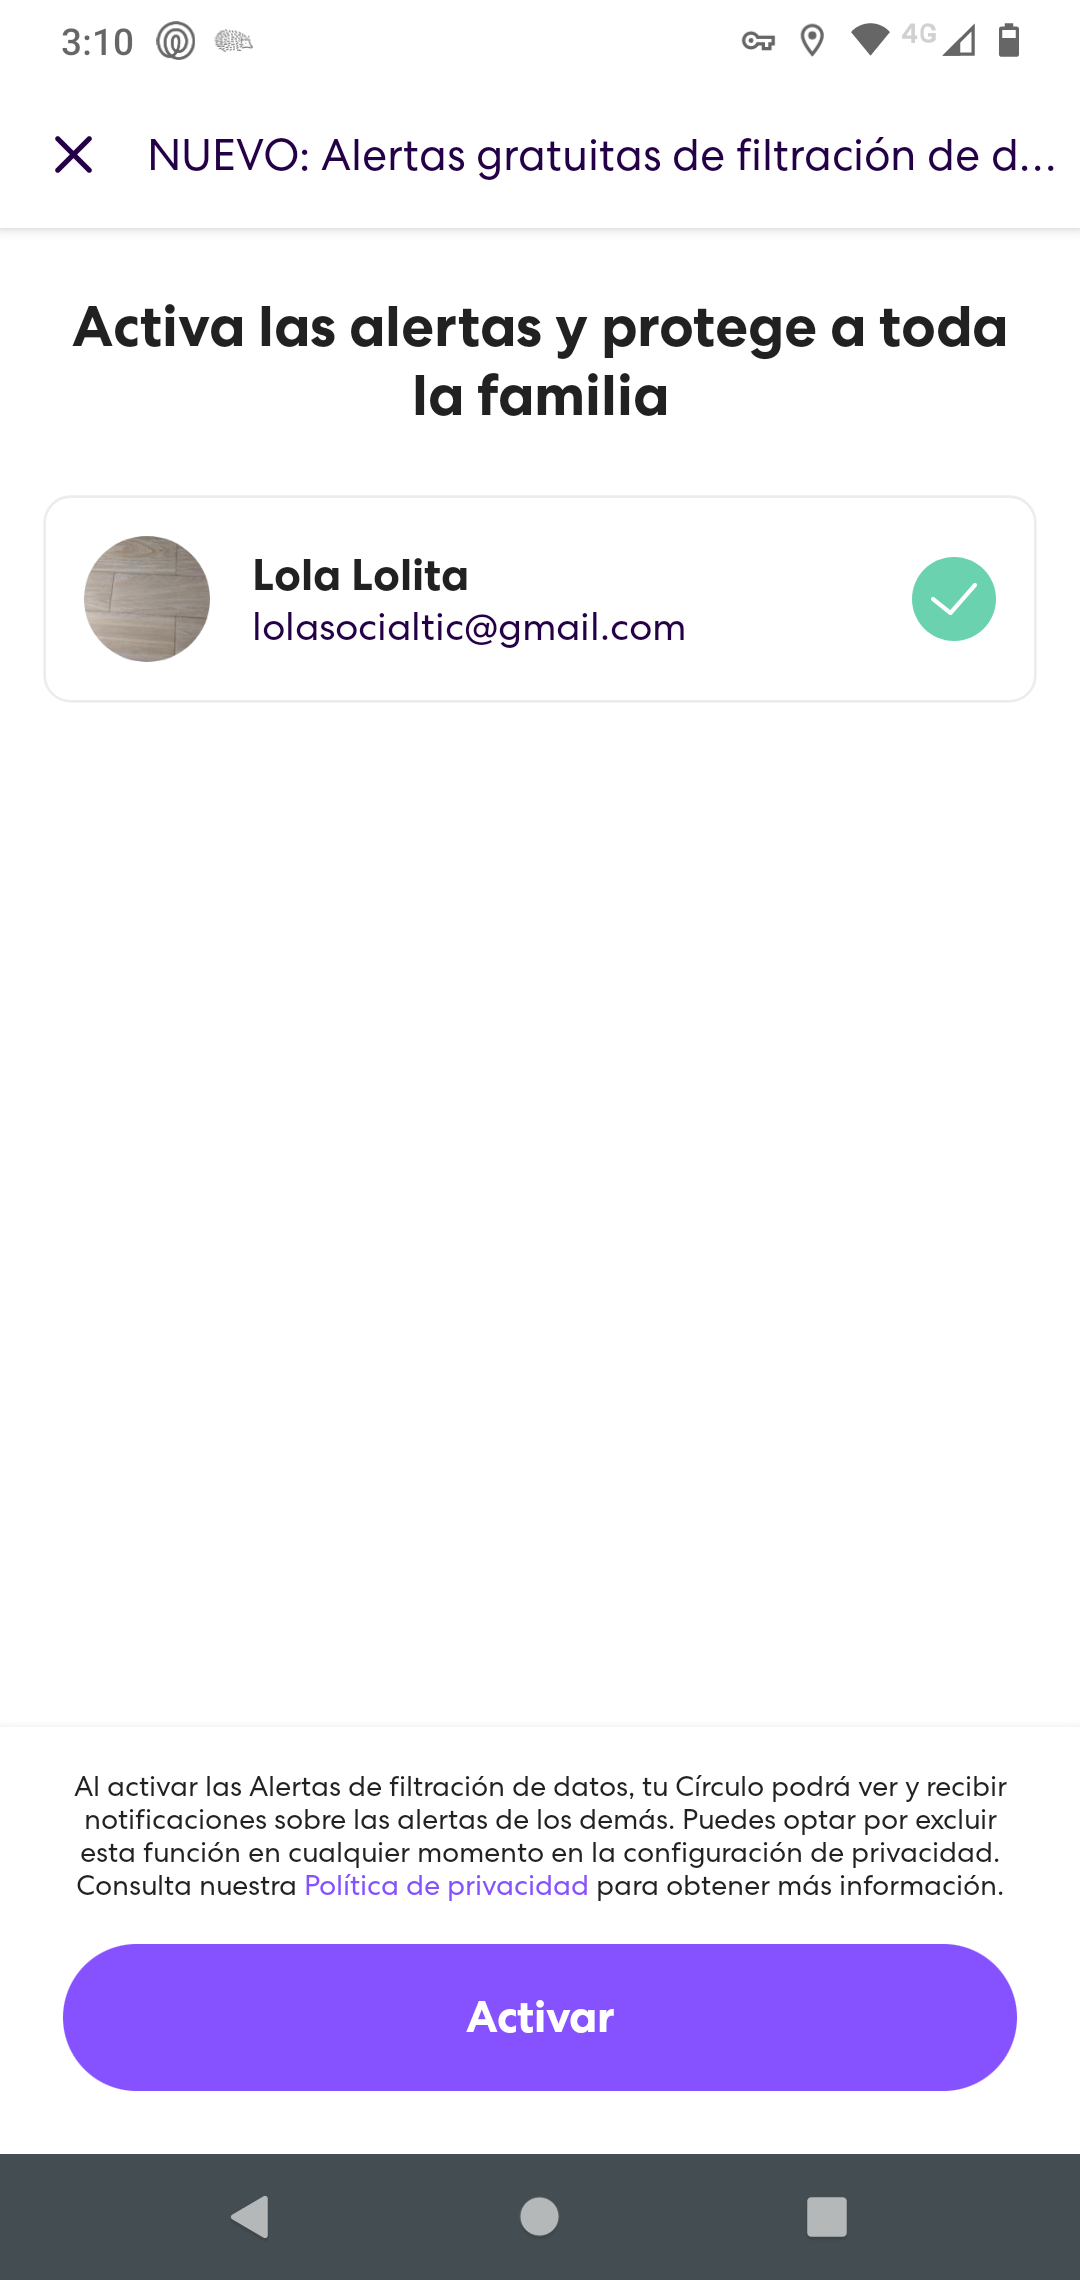 3:10
4G
NUEVO: Alertas gratuitas de filtración de d...
Activa las alertas y protege a toda
la familia
Lola Lolita
lolasocialtic@gmail.com
Al activar las Alertas de filtración de datos, tu Círculo podrá ver y recibir
notificaciones sobre las alertas de los demás. Puedes optar por excluir
esta función en cualquier momento en la configuración de privacidad.
Consulta nuestra Política de privacidad para obtener más información.
Activar